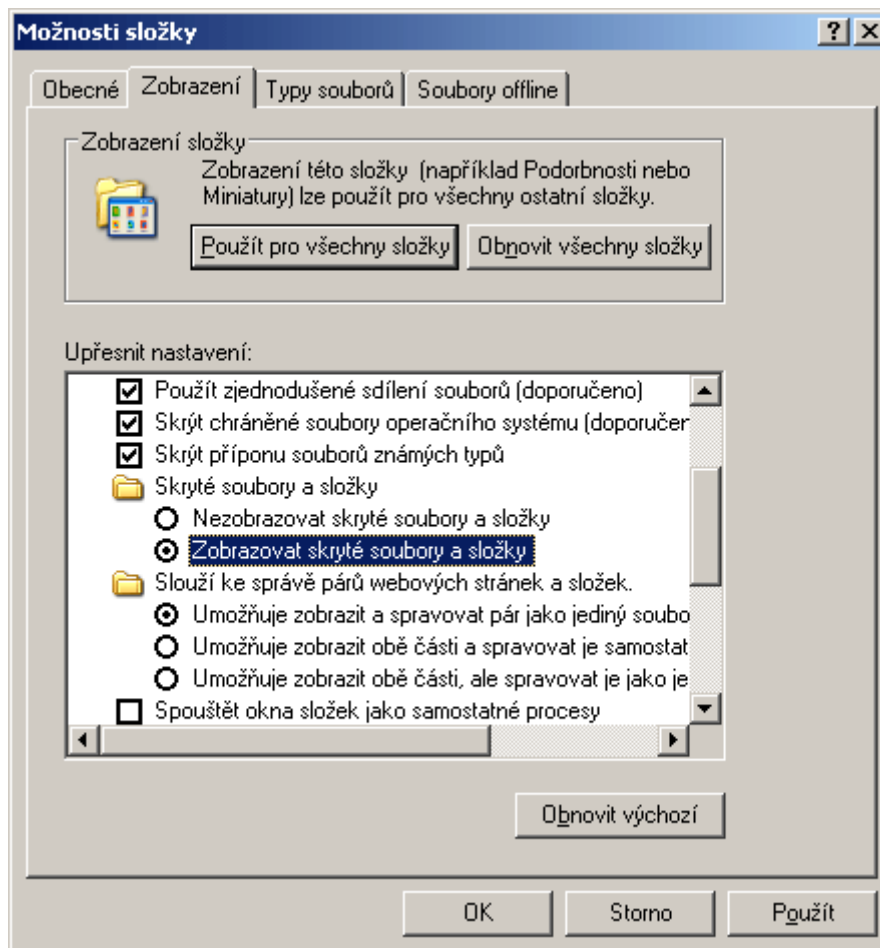 Možnosti složky
Obecné
Zobrazení
Typy souborů
Soubory offline
Zobrazení složky
Zobrazení této složky (například Podorbnosti nebo
Miniatury) lze použít pro všechny ostatní složky.
Použít pro všechny složky
Obnovit všechny složky
Upřesnit nastavení:
Použít zjednodušené sdílení souborů (doporučeno)
Skrýt chráněné soubory operačního systému (doporučer
Skrýt příponu souborů známých typů
Skryté soubory a složky
Nezobrazovat skryté soubory a složky
Zobrazovat skryté soubory a složky
Slouží ke správě párů webových stránek a složek.
Umožňuje zobrazit a spravovat pár jako jediný soubo
Umožňuje zobrazit obě části a spravovat je samostat
Umožňuje zobrazit obě části, ale spravovat je jako je
Spouštět okna složek jako samostatné procesy
Obnovit výchozí
OK
Storno
Použít